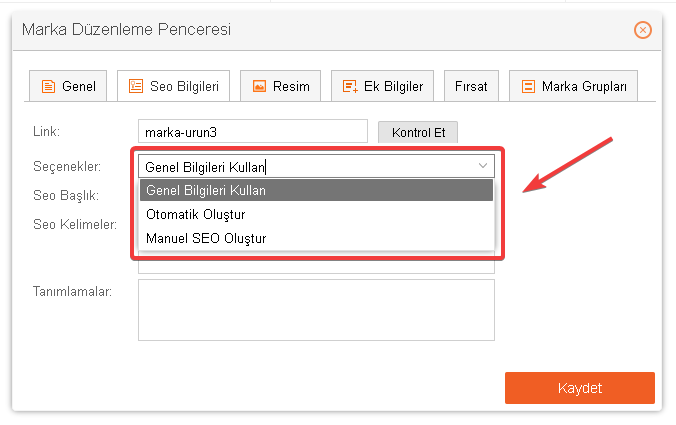 Marka Düzenleme Penceresi
Genel
Seo Bilgileri
Resim
Ek Bilgiler
Fırsat
Marka Grupları
Link:
marka-urun3
Kontrol Et
Seçenekler:
Genel Bilgileri Kullan
Genel Bilgileri Kullan
Otomatik Oluştur
Manuel SEO Oluştur
Seo Başlık:
Seo Kelimeler:
Tanımlamalar:
Kaydet